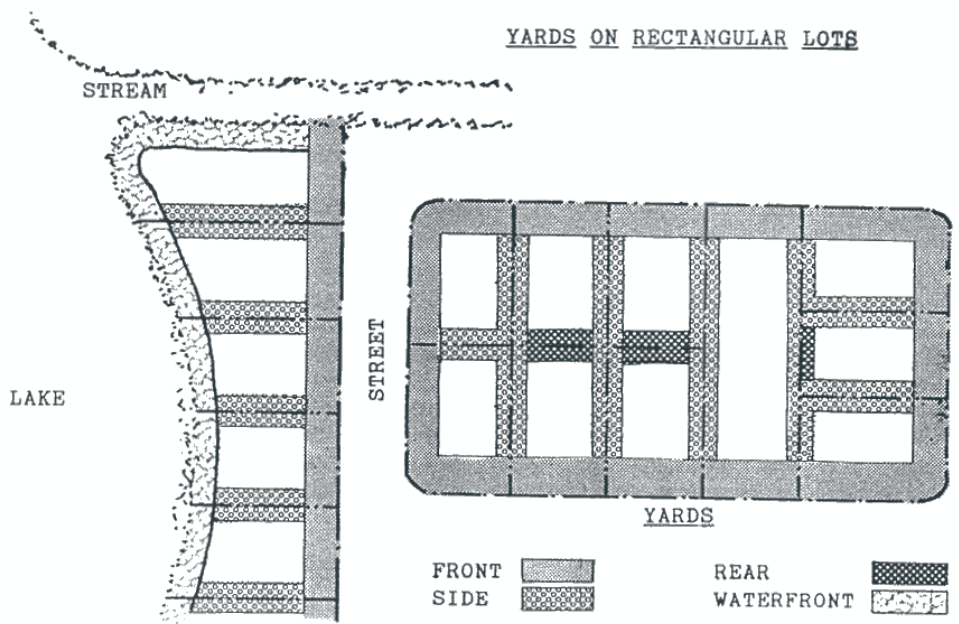 YARDS ON RECTANGULAR LOTS
STREAM
LAKE
STREET
YARDS
FRONT
SIDE
REAR
WATERFRONT